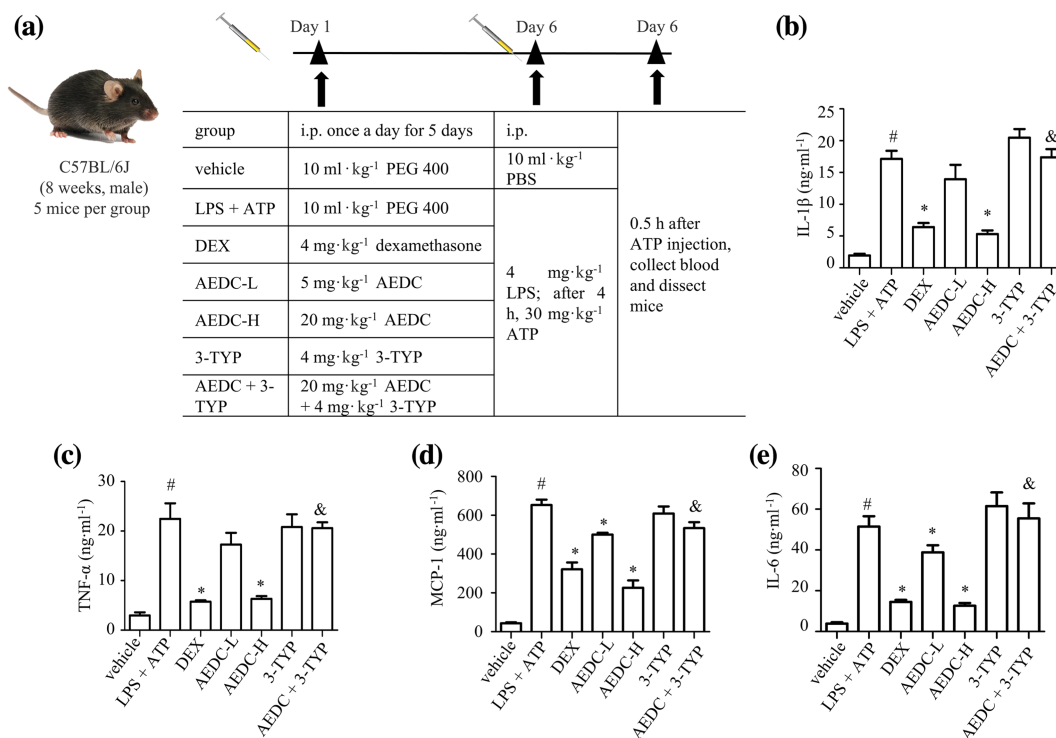 (a)
Day 1
Day 6
Day 6
C57BL/6J
(8 weeks, male)
5 mice per group
group
i.p. once a day for 5 days
i.p.
vehicle
10 ml·kg-1 PEG 400
10 ml·kg-1
PBS
LPS + ATP
10 ml·kg-1 PEG 400
DEX
4 mg·kg-1 dexamethasone
AEDC-L
5 mg·kg-1 AEDC
AEDC-H
20 mg·kg-1 AEDC
3-TYP
4 mg·kg-1 3-TYP
AEDC + 3-
TYP
20 mg·kg-1 AEDC
+ 4 mg·kg-1 3-TYP
4 mg·kg-1
LPS; after 4
h, 30 mg·kg-1
ATP
0.5 h after
ATP injection,
collect blood
and dissect
mice
(b)
IL-1β (ng·ml-1)
25
20
15
10
5
0
#
*
*
&
vehicle
LPS + ATP
DEX
AEDC-L
AEDC-H
3-TYP
AEDC + 3-TYP
(c)
TNF-α (ng·ml-1)
30
20
10
0
#
*
*
&
vehicle
LPS + ATP
DEX
AEDC-L
AEDC-H
3-TYP
AEDC + 3-TYP
(d)
MCP-1 (ng·ml-1)
800
600
400
200
0
#
*
*
*
&
vehicle
LPS + ATP
DEX
AEDC-L
AEDC-H
3-TYP
AEDC + 3-TYP
(e)
IL-6 (ng·ml-1)
80
60
40
20
0
#
*
*
*
&
vehicle
LPS + ATP
DEX
AEDC-L
AEDC-H
3-TYP
AEDC + 3-TYP